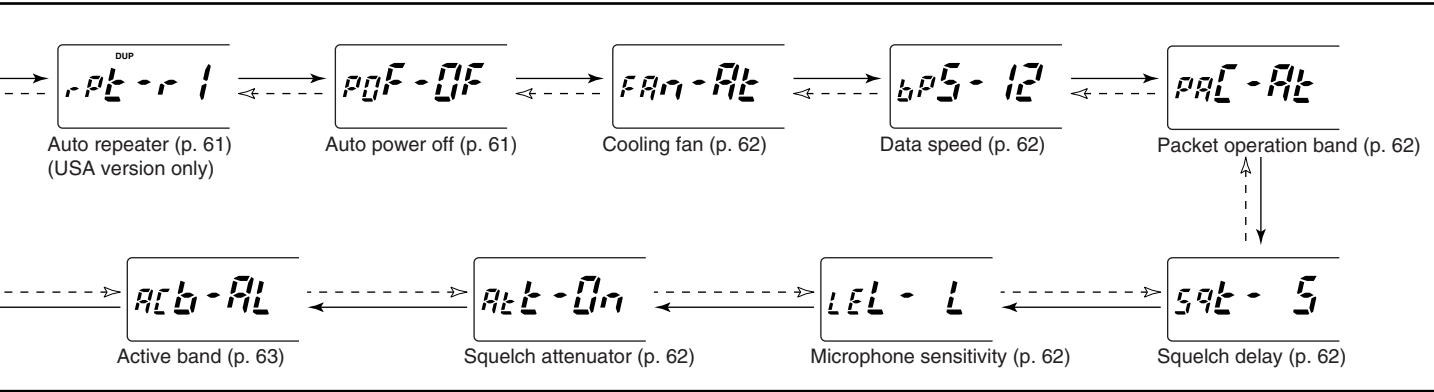 DUP
rPt-r1
POF-OF
FAn-At
bPS-12
PAC-At
Auto repeater (p. 61)
(USA version only)
Auto power off (p. 61)
Cooling fan (p. 62)
Data speed (p. 62)
Packet operation band (p. 62)
ACb-AL
Att-On
LEL- L
Sqt- S
Active band (p. 63)
Squelch attenuator (p. 62)
Microphone sensitivity (p. 62)
Squelch delay (p. 62)